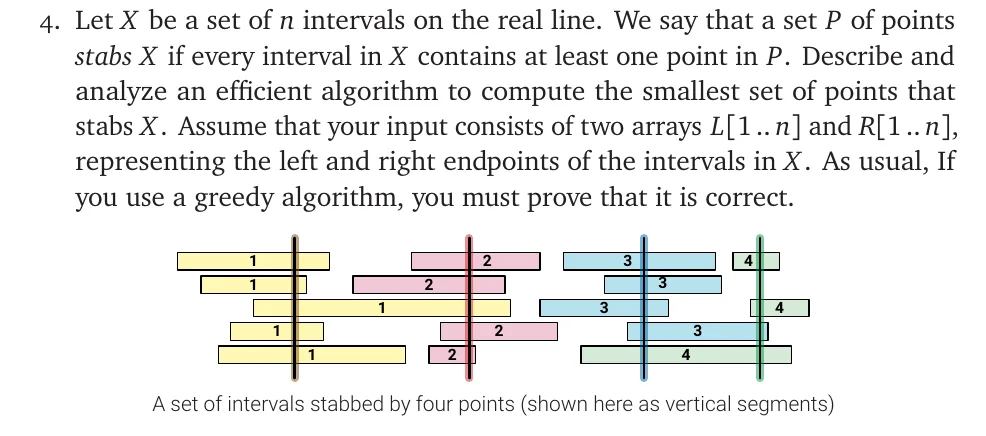 4. Let X be a set of n intervals on the real line. We say that a set P of points
stabs X if every interval in X contains at least one point in P. Describe and
analyze an efficient algorithm to compute the smallest set of points that
stabs X. Assume that your input consists of two arrays L[1 .. n] and R[1 .. n],
representing the left and right endpoints of the intervals in X. As usual, If
you use a greedy algorithm, you must prove that it is correct.
1 2 3 4
1 2 3
1 3 4
1 2 3
1 2 4
A set of intervals stabbed by four points (shown here as vertical segments)